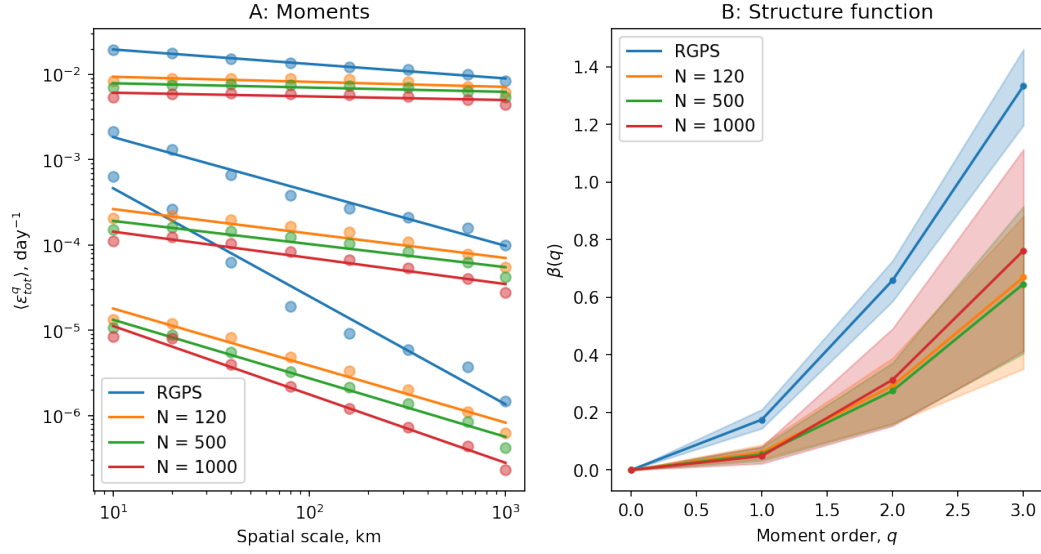 A: Moments
10⁻²
10⁻³
10⁻⁴
10⁻⁵
10⁻⁶
⟨ε^q_tot⟩, day⁻¹
RGPS
N = 120
N = 500
N = 1000
10¹
10²
10³
Spatial scale, km
B: Structure function
RGPS
N = 120
N = 500
N = 1000
1.4
1.2
1.0
0.8
0.6
0.4
0.2
0.0
β(q)
0.0 0.5 1.0 1.5 2.0 2.5 3.0
Moment order, q